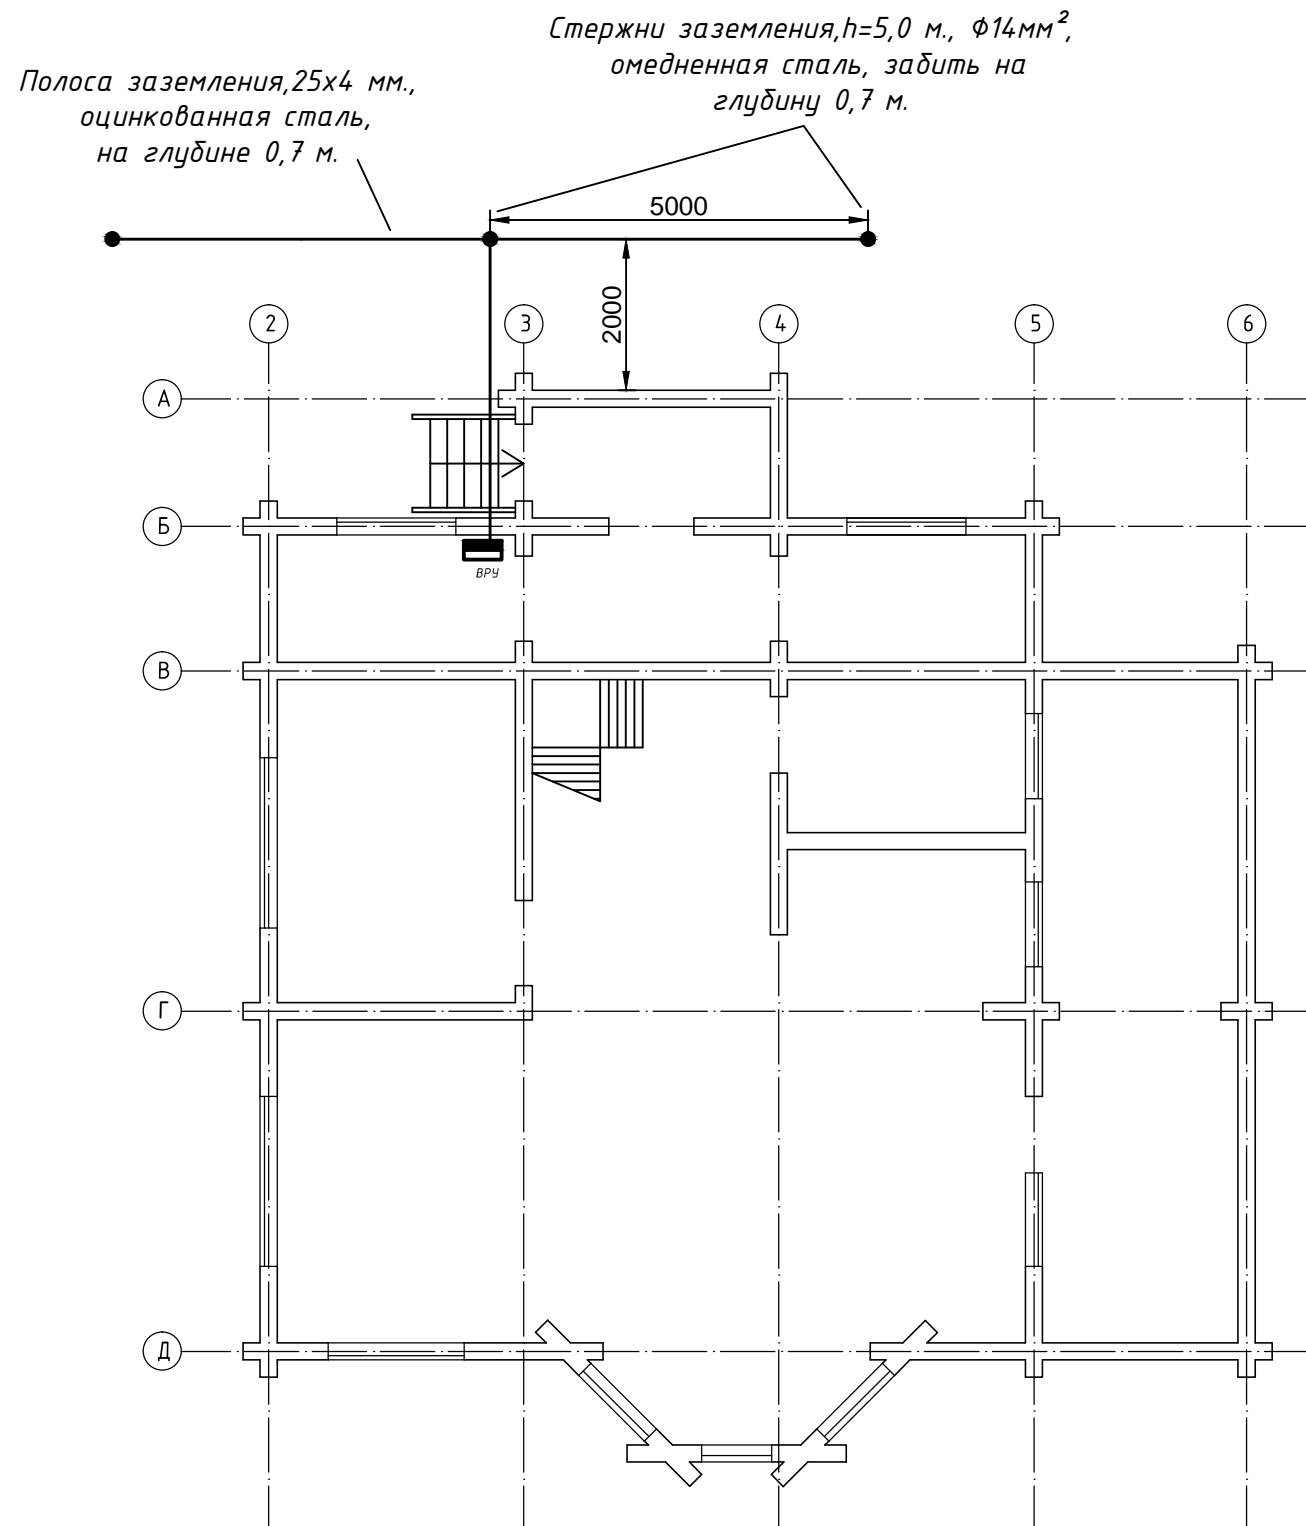 Стержни заземления,h=5,0 м., Ф14мм²,
омедненная сталь, забить на
глубину 0,7 м.
Полоса заземления,25х4 мм.,
оцинкованная сталь,
на глубине 0,7 м.
5000
2000
2
3
4
5
6
А
Б
ВРУ
В
Г
Д